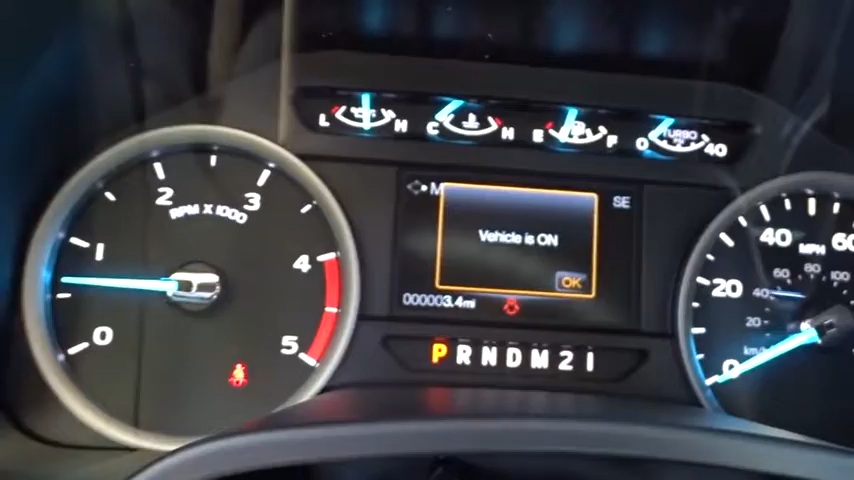 L H C H E F 0 TURBO 40
0 1 2 3 4 5
RPM X 1000
M SE
Vehicle is ON
OK
000003.4mi
P R N D M 2 1
0 20 40 60
MPH
20 40 60 80 100
km/h